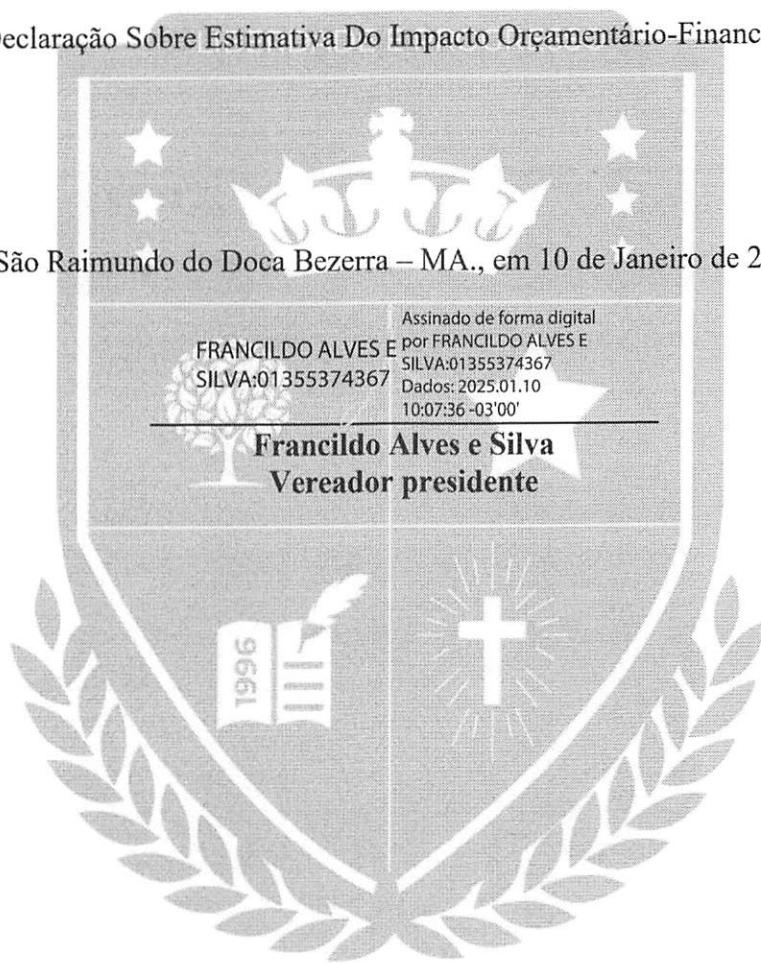 eclaração Sobre Estimativa Do Impacto Orçamentário-Financ
São Raimundo do Doca Bezerra – MA., em 10 de Janeiro de 2
FRANCILDO ALVES E
SILVA:01355374367
Assinado de forma digital
por FRANCILDO ALVES E
SILVA:01355374367
Dados: 2025.01.10
10:07:36 -03'00'
Francildo Alves e Silva
Vereador presidente
1996